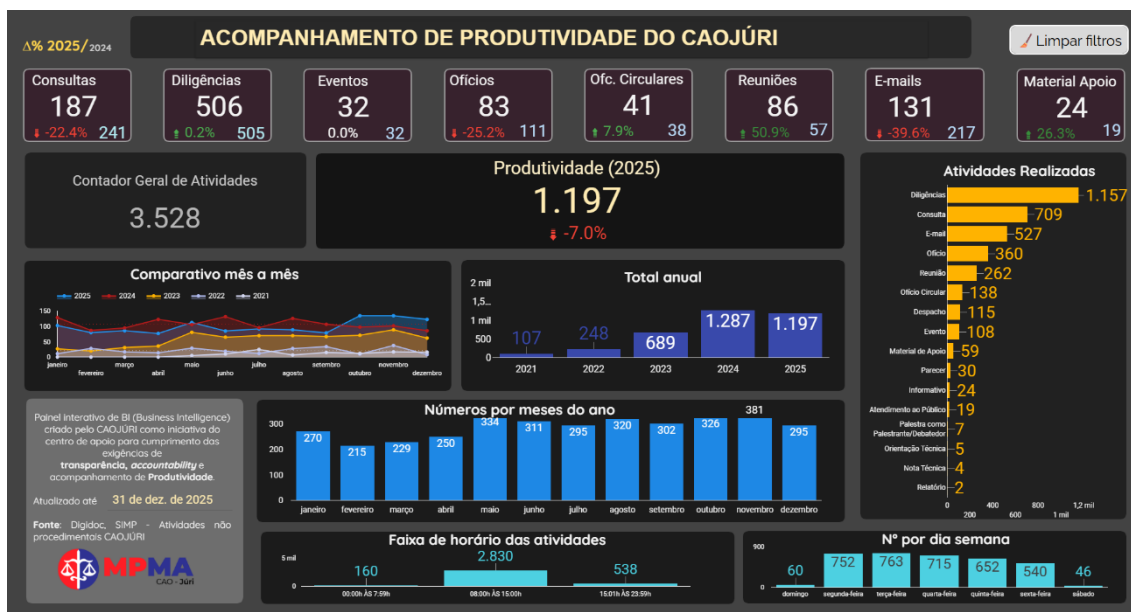 Δ% 2025/2024
ACOMPANHAMENTO DE PRODUTIVIDADE DO CAOJÚRI
Limpar filtros
Consultas
187
-22.4% 241
Diligências
506
0.2% 505
Eventos
32
0.0% 32
Ofícios
83
-25.2% 111
Ofc. Circulares
41
7.9% 38
Reuniões
86
50.9% 57
E-mails
131
-39.6% 217
Material Apoio
24
26.3% 19
Contador Geral de Atividades
3.528
Produtividade (2025)
1.197
-7.0%
Atividades Realizadas
Diligências 1.157
Consulta 709
E-mail 527
Ofício 360
Reunião 262
Ofício Circular 138
Despacho 115
Evento 108
Material de Apoio 59
Parecer 30
Informativo 24
Atendimento ao Público 19
Palestra como
Palestrante/Debatedor 7
Orientação Técnica 5
Nota Técnica 4
Relatório 2
0 400 800 1,2 mil
200 600 1 mil
Comparativo mês a mês
2025 2024 2023 2022 2021
150
100
50
0
janeiro março maio julho setembro novembro
fevereiro abril junho agosto outubro dezembro
Total anual
2 mil
1,5...
1 mil
500
0
107 248 689 1.287 1.197
2021 2022 2023 2024 2025
Painel interativo de BI (Business Intelligence)
criado pelo CAOJÚRI como iniciativa do
centro de apoio para cumprimento das
exigências de
transparência, accountability e
acompanhamento de Produtividade.
Atualizado até 31 de dez. de 2025
Fonte: Digidoc, SIMP - Atividades não
procedimentais CAOJÚRI
MPMA
CAO - Júri
Números por meses do ano
300
200
100
0
270 215 229 250 334 311 295 320 302 326 381 295
janeiro fevereiro março abril maio junho julho agosto setembro outubro novembro dezembro
Faixa de horário das atividades
5 mil
0
160 2.830 538
00:00h ÀS 7:59h 08:00h ÀS 15:00h 15:01h ÀS 23:59h
Nº por dia semana
900
0
60 752 763 715 652 540 46
domingo segunda-feira terça-feira quarta-feira quinta-feira sexta-feira sábado